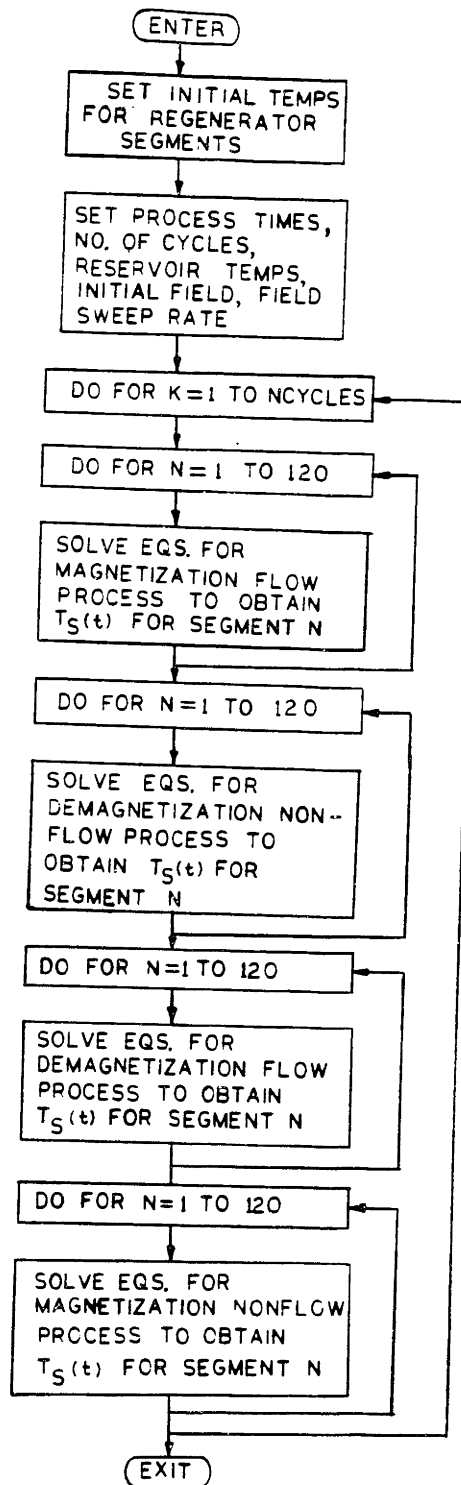 ENTER
SET INITIAL TEMPS
FOR REGENERATOR
SEGMENTS
SET PROCESS TIMES,
NO. OF CYCLES,
RESERVOIR TEMPS,
INITIAL FIELD, FIELD
SWEEP RATE
DO FOR K=1 TO NCYCLES
DO FOR N=1 TO 120
SOLVE EQS. FOR
MAGNETIZATION FLOW
PROCESS TO OBTAIN
TS(t) FOR SEGMENT N
DO FOR N=1 TO 120
SOLVE EQS. FOR
DEMAGNETIZATION NON-
FLOW PROCESS TO
OBTAIN TS(t) FOR
SEGMENT N
DO FOR N=1 TO 120
SOLVE EQS. FOR
DEMAGNETIZATION FLOW
PROCESS TO OBTAIN
TS(t) FOR SEGMENT N
DO FOR N=1 TO 120
SOLVE EQS. FOR
MAGNETIZATION NONFLOW
PROCESS TO OBTAIN
TS(t) FOR SEGMENT N
EXIT